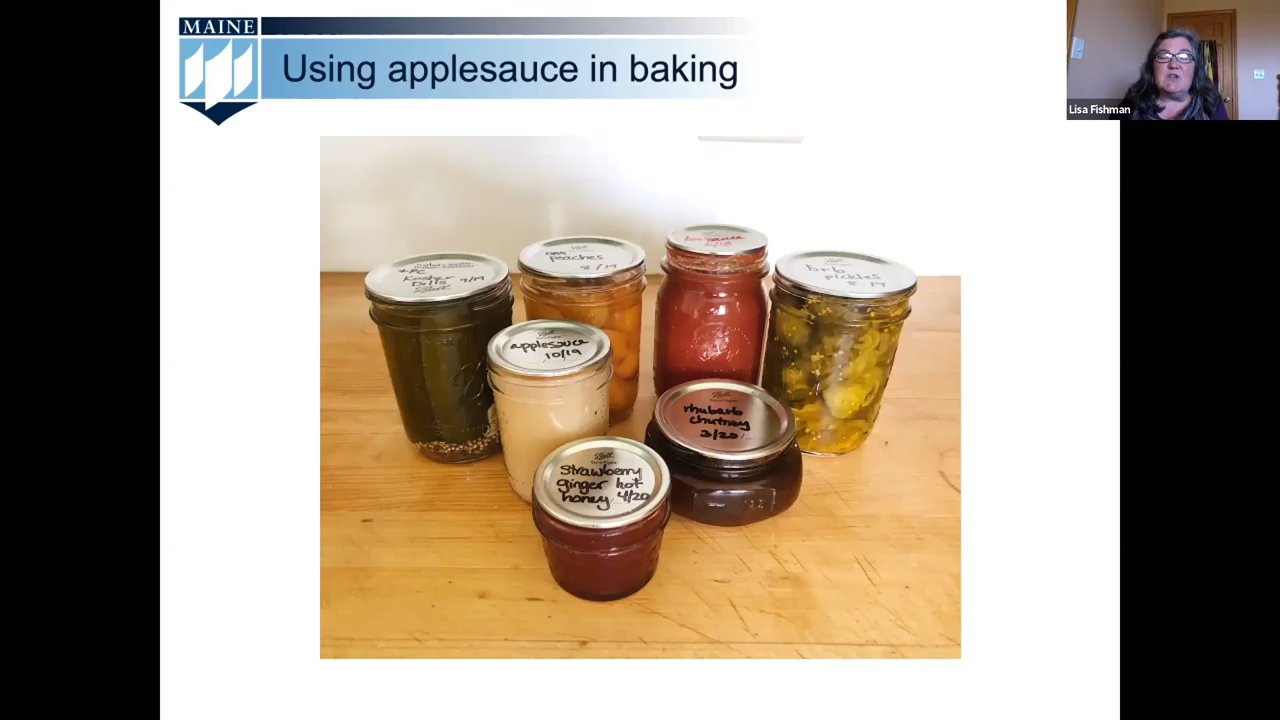 MAINE
Using applesauce in baking
Lisa Fishman
Kosher
Dills
9/19
peaches
8/19
brb
pickles
8·19
applesauce
10/19
rhubarb
chutney
3/20
Strawberry
ginger hot
honey 4/20